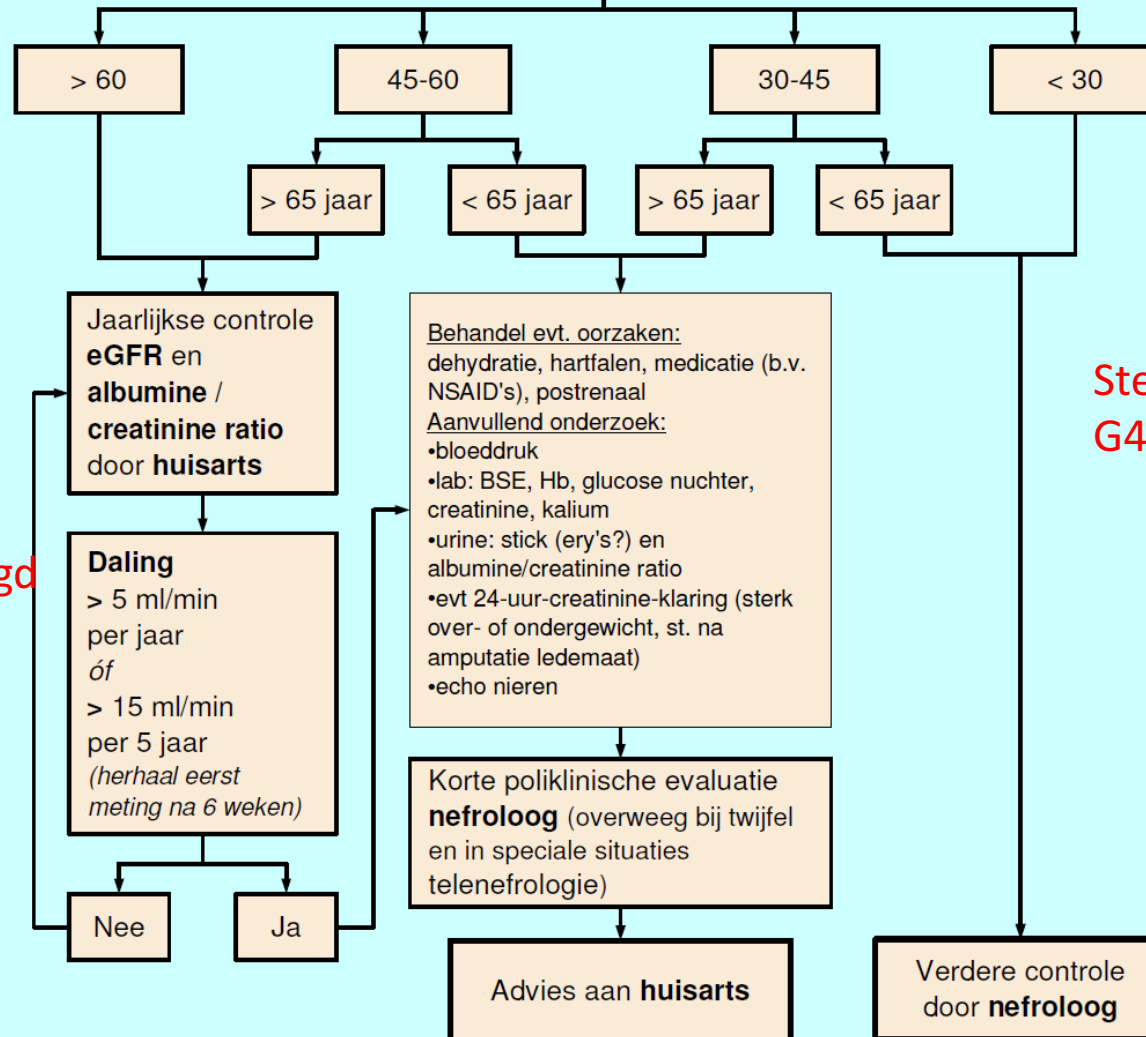 > 60
45-60
30-45
< 30
> 65 jaar
< 65 jaar
> 65 jaar
< 65 jaar
Jaarlijkse controle
eGFR en
albumine /
creatinine ratio
door huisarts
Behandel evt. oorzaken:
dehydratie, hartfalen, medicatie (b.v.
NSAID's), postrenaal
Aanvullend onderzoek:
•bloeddruk
•lab: BSE, Hb, glucose nuchter,
creatinine, kalium
•urine: stick (ery's?) en
albumine/creatinine ratio
•evt 24-uur-creatinine-klaring (sterk
over- of ondergewicht, st. na
amputatie ledemaat)
•echo nieren
Ste
G4
gd
Daling
> 5 ml/min
per jaar
óf
> 15 ml/min
per 5 jaar
(herhaal eerst
meting na 6 weken)
Nee
Ja
Korte poliklinische evaluatie
nefroloog (overweeg bij twijfel
en in speciale situaties
telenefrologie)
Advies aan huisarts
Verdere controle
door nefroloog